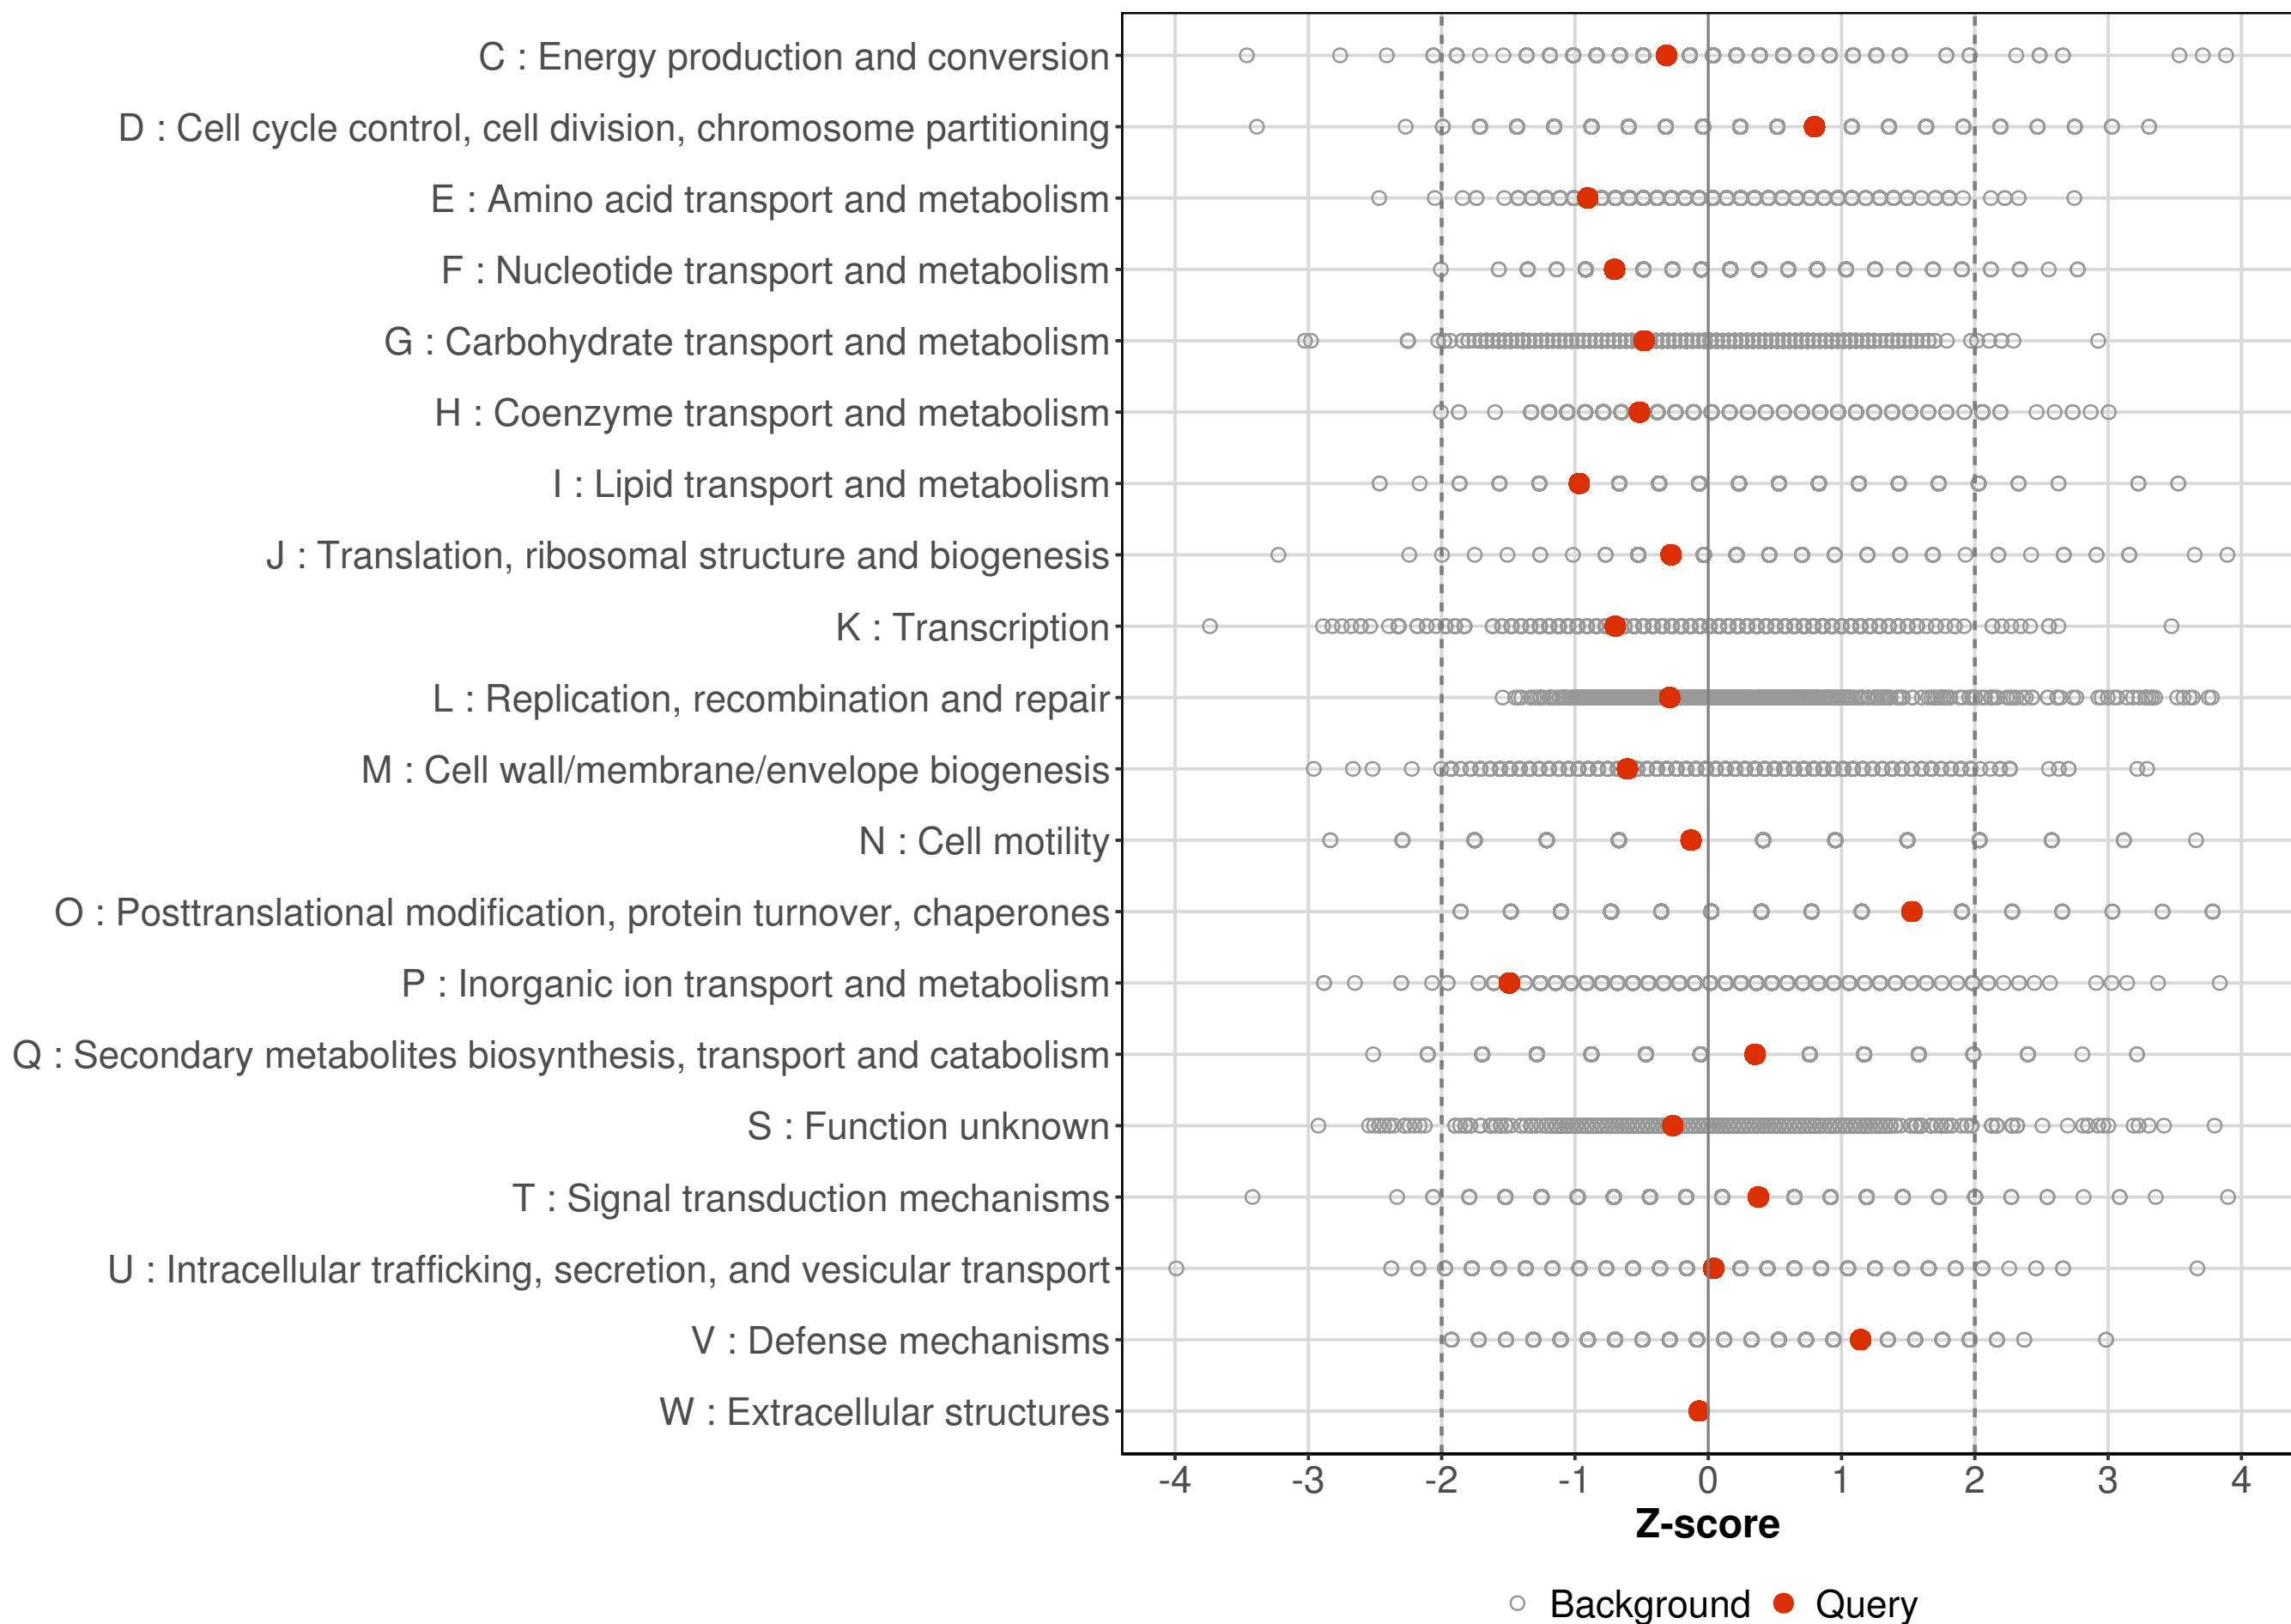 C : Energy production and conversion
D : Cell cycle control, cell division, chromosome partitioning
E : Amino acid transport and metabolism
F : Nucleotide transport and metabolism
G : Carbohydrate transport and metabolism
H : Coenzyme transport and metabolism
I : Lipid transport and metabolism
J : Translation, ribosomal structure and biogenesis
K : Transcription
L : Replication, recombination and repair
M : Cell wall/membrane/envelope biogenesis
N : Cell motility
O : Posttranslational modification, protein turnover, chaperones
P : Inorganic ion transport and metabolism
Q : Secondary metabolites biosynthesis, transport and catabolism
S : Function unknown
T : Signal transduction mechanisms
U : Intracellular trafficking, secretion, and vesicular transport
V : Defense mechanisms
W : Extracellular structures
-4 -3 -2 -1 0 1 2 3 4
Z-score
Background Query